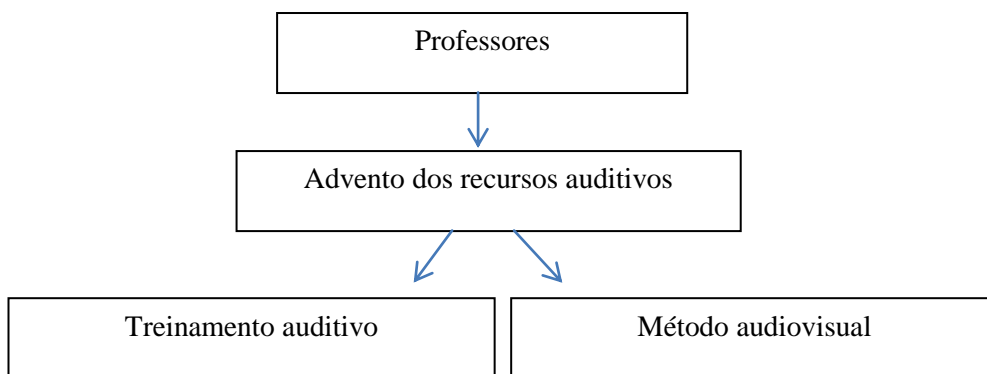 Professores
Advento dos recursos auditivos
Treinamento auditivo
Método audiovisual